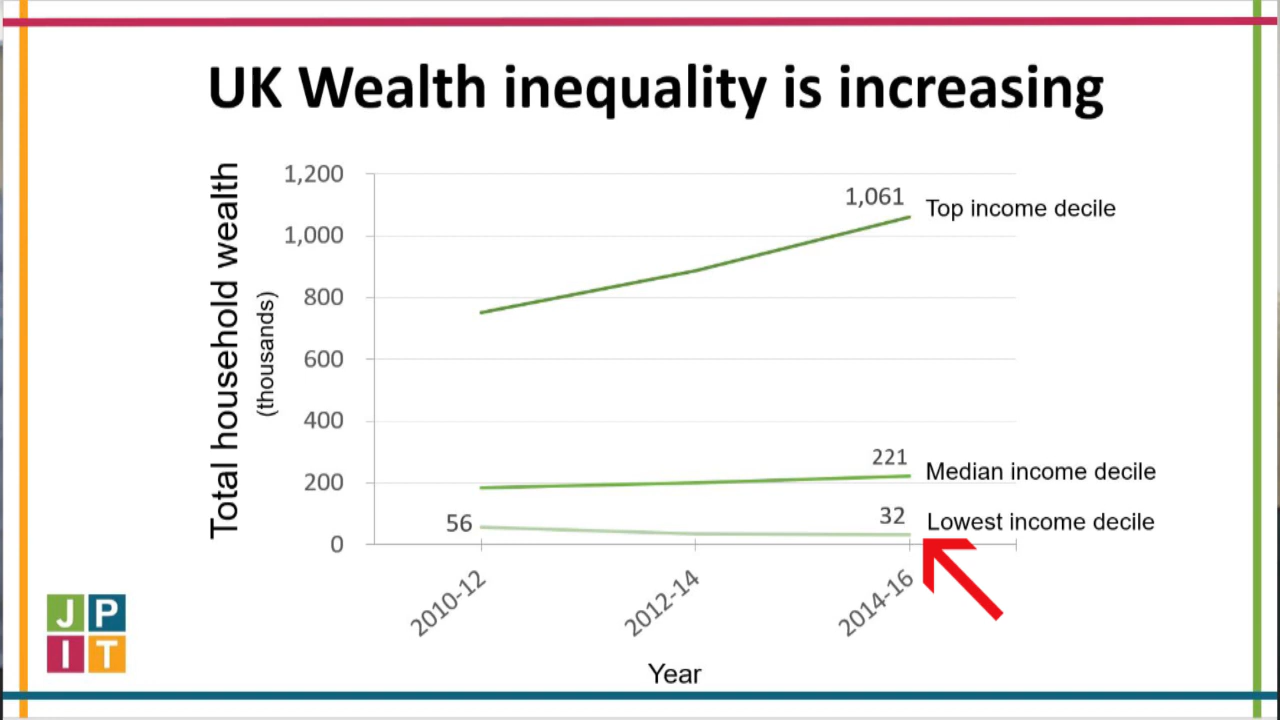 UK Wealth inequality is increasing
Total household wealth
(thousands)
1,200
1,000
800
600
400
200
0
1,061
Top income decile
221
Median income decile
56
32
Lowest income decile
2010-12
2012-14
2014-16
Year
JP
IT